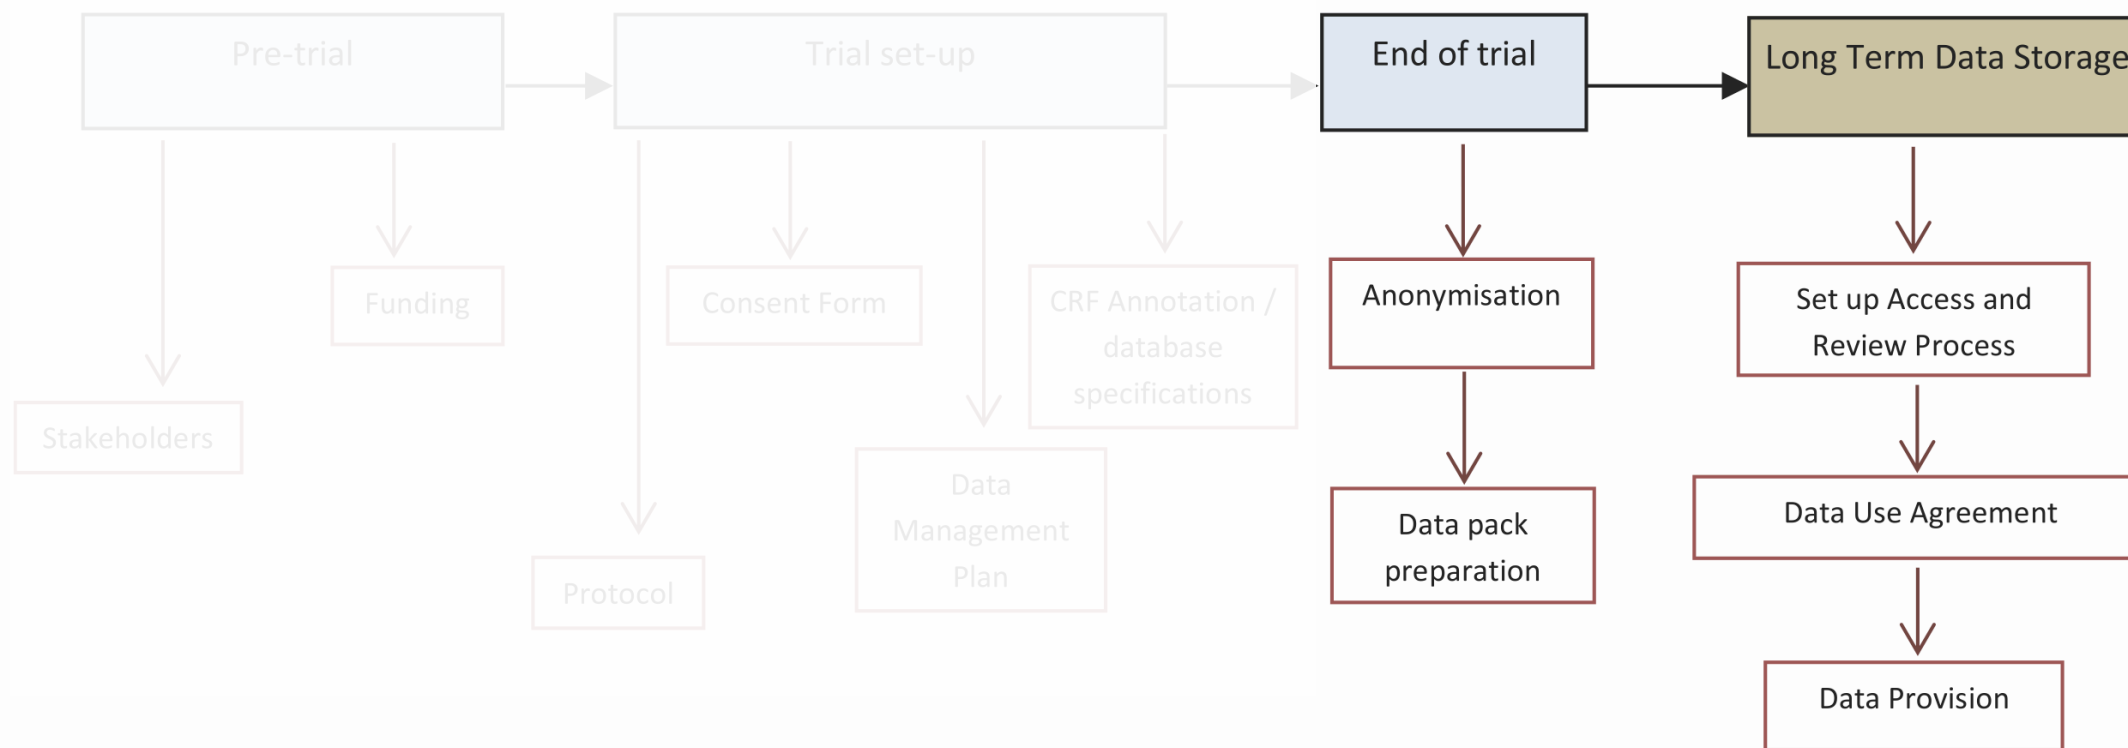 Pre-trial
Trial set-up
End of trial
Long Term Data Storage
Funding
Consent Form
CRF Annotation /
database
specifications
Anonymisation
Set up Access and
Review Process
Stakeholders
Data
Management
Plan
Protocol
Data pack
preparation
Data Use Agreement
Data Provision